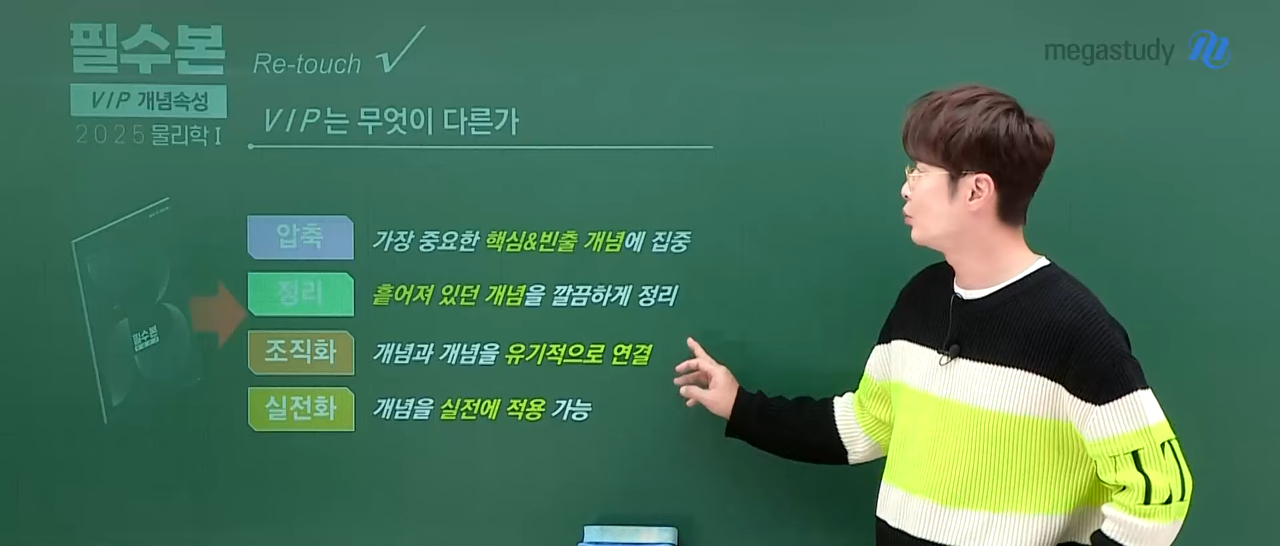 필수본
Re-touch
megastudy
VIP 개념속성
2025 물리학 I
VIP는 무엇이 다른가
압축
가장 중요한 핵심&빈출 개념에 집중
정리
흩어져 있던 개념을 깔끔하게 정리
조직화
개념과 개념을 유기적으로 연결
실전화
개념을 실전에 적용 가능
필수본